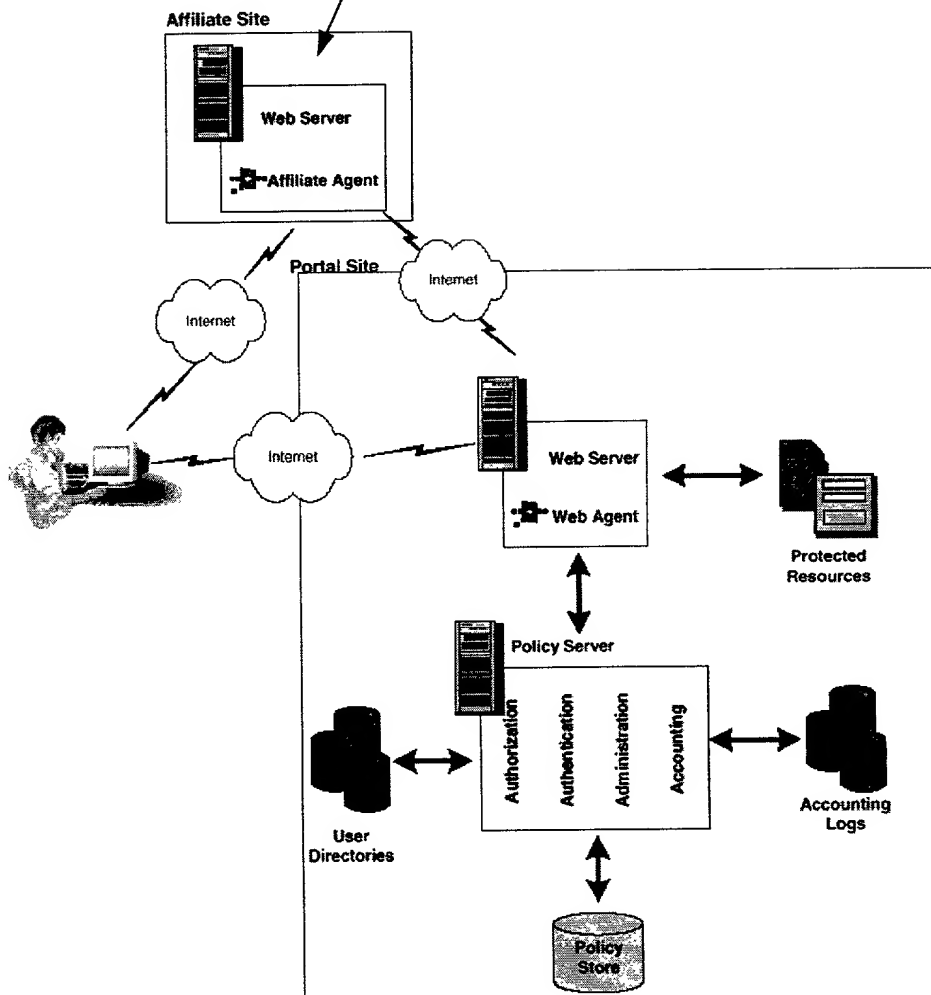 Affiliate Site
Web Server
Affiliate Agent
Portal Site
Internet
Internet
Internet
Web Server
Web Agent
Protected
Resources
Policy Server
Authorization
Authentication
Administration
Accounting
User
Directories
Accounting
Logs
Policy
Store